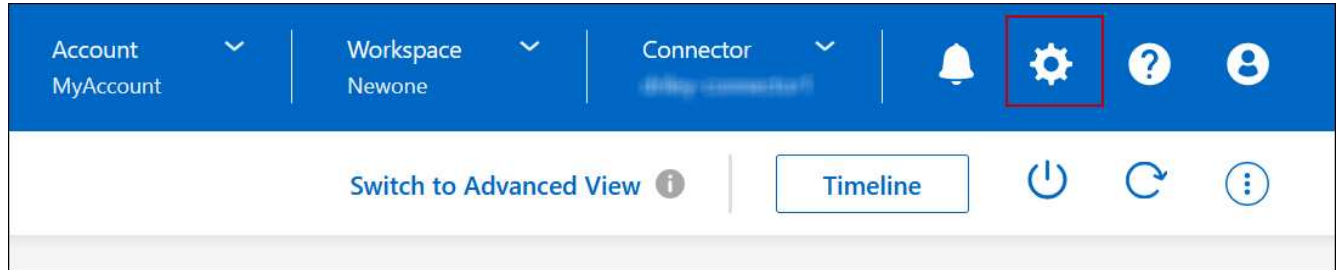 Account
MyAccount
Workspace
Newone
Connector
Switch to Advanced View
Timeline